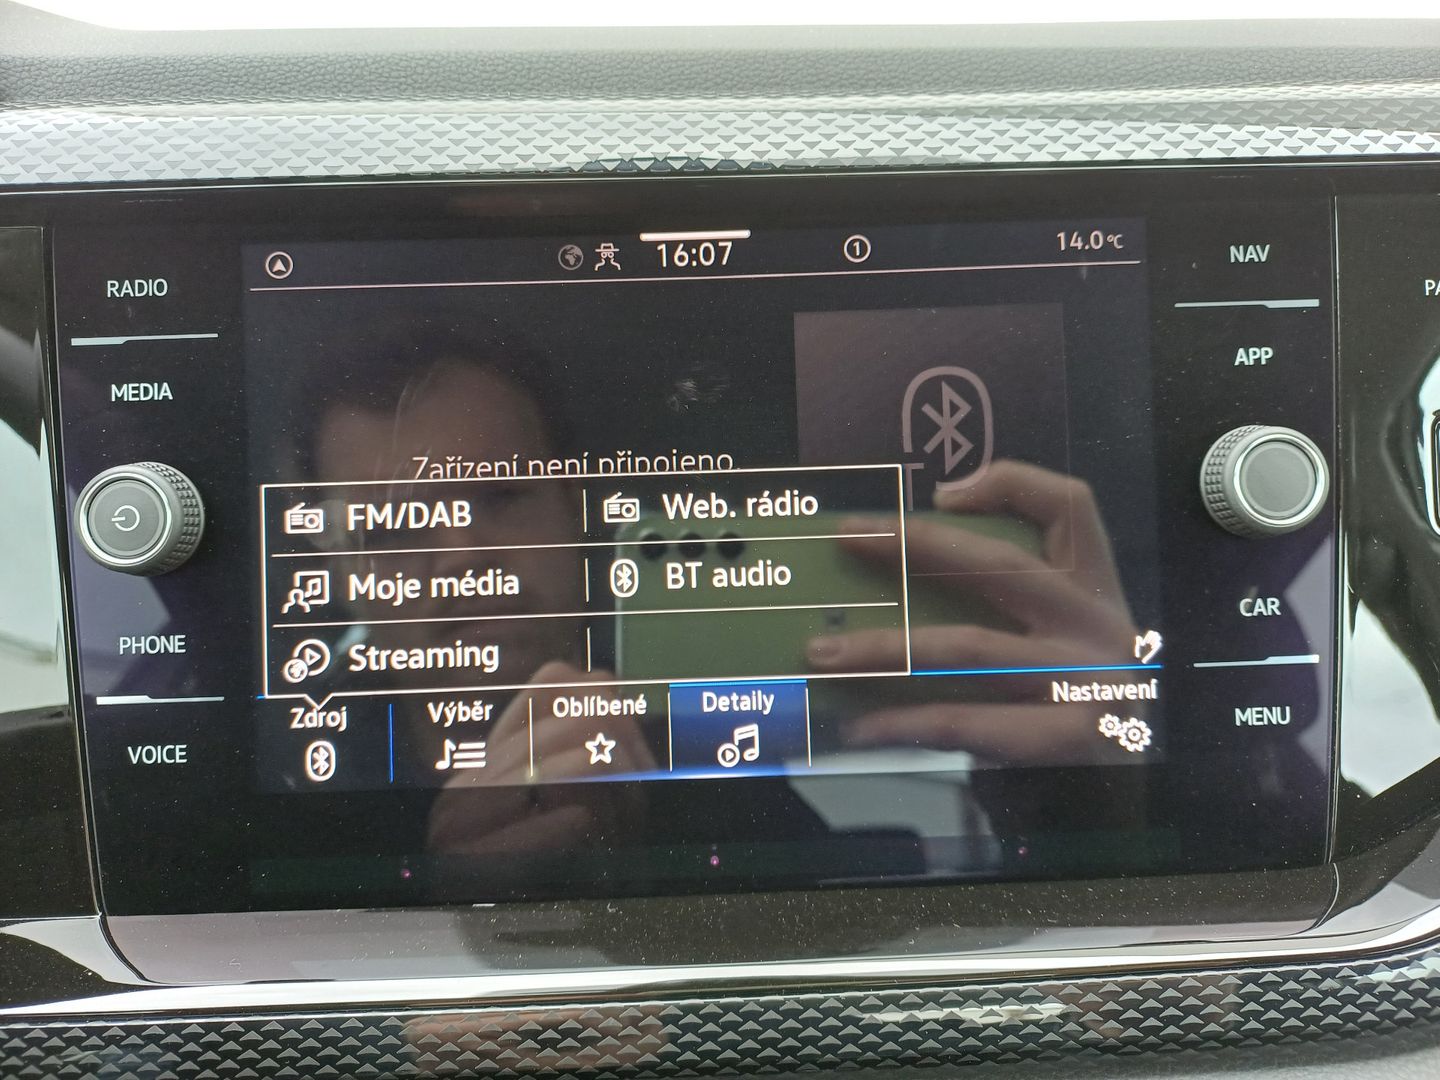 16:07
1
14.0°C
RADIO
MEDIA
PHONE
VOICE
NAV
APP
CAR
MENU
Zařízení není připojeno.
FM/DAB
Web. rádio
Moje média
BT audio
Streaming
Zdroj
Výběr
Oblíbené
Detaily
Nastavení